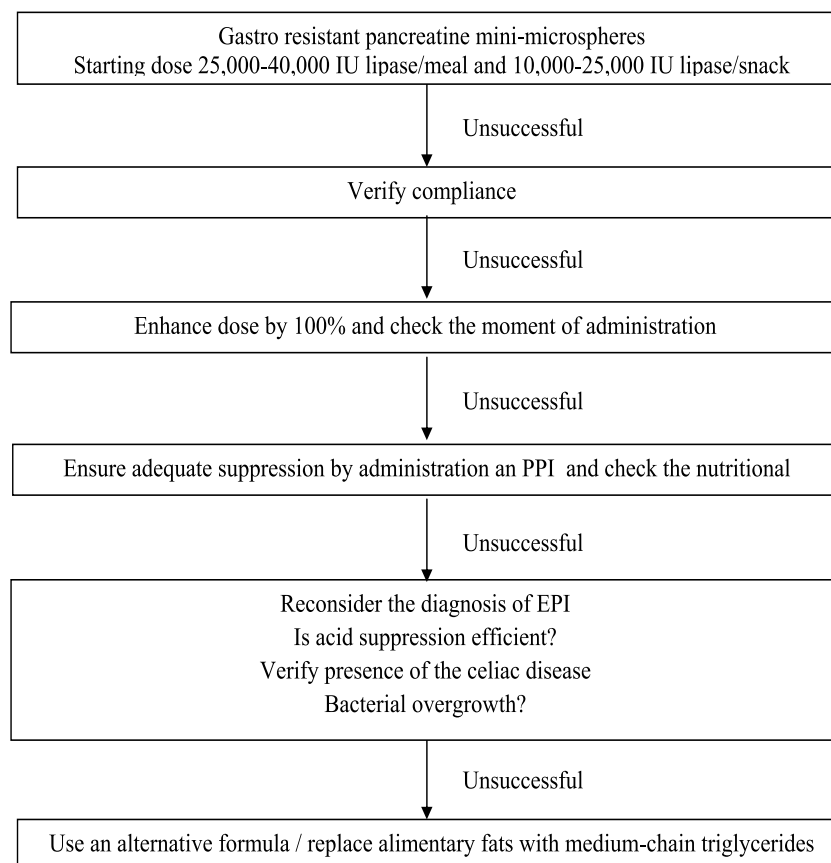 Gastro resistant pancreatine mini-microspheres
Starting dose 25,000-40,000 IU lipase/meal and 10,000-25,000 IU lipase/snack
Unsuccessful
Verify compliance
Unsuccessful
Enhance dose by 100% and check the moment of administration
Unsuccessful
Ensure adequate suppression by administration an PPI and check the nutritional
Unsuccessful
Reconsider the diagnosis of EPI
Is acid suppression efficient?
Verify presence of the celiac disease
Bacterial overgrowth?
Unsuccessful
Use an alternative formula / replace alimentary fats with medium-chain triglycerides